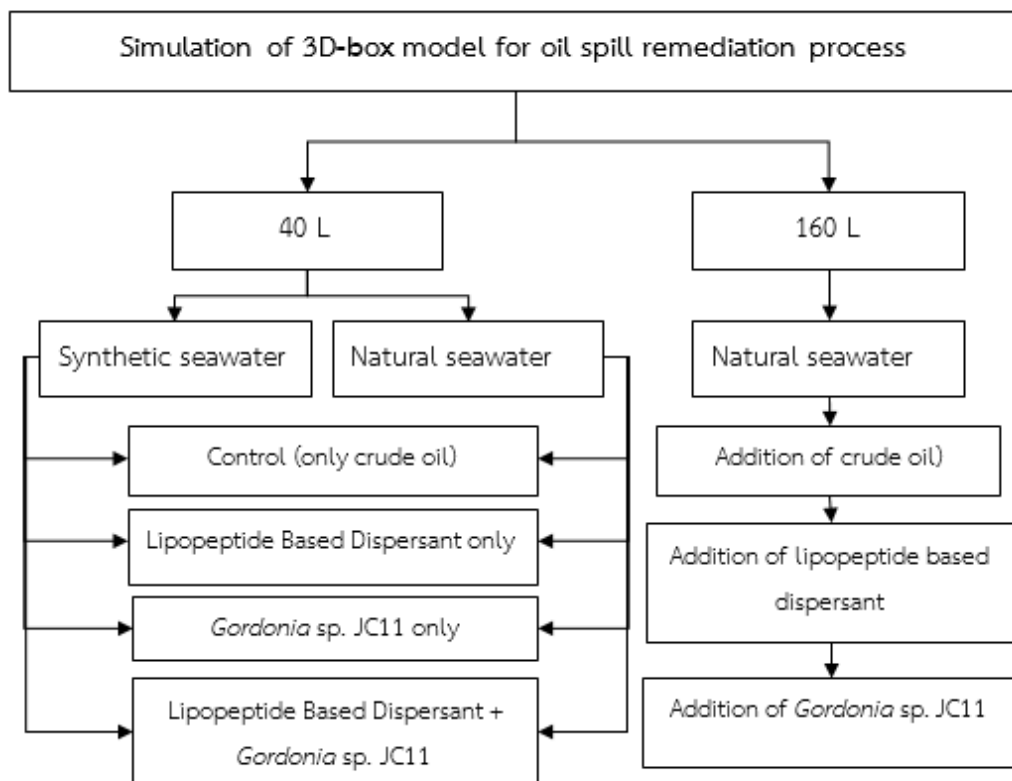 Simulation of 3D-box model for oil spill remediation process
40 L
160 L
Synthetic seawater
Natural seawater
Natural seawater
Control (only crude oil)
Addition of crude oil)
Lipopeptide Based Dispersant only
Addition of lipopeptide based
dispersant
Gordonia sp. JC11 only
Lipopeptide Based Dispersant +
Gordonia sp. JC11
Addition of Gordonia sp. JC11